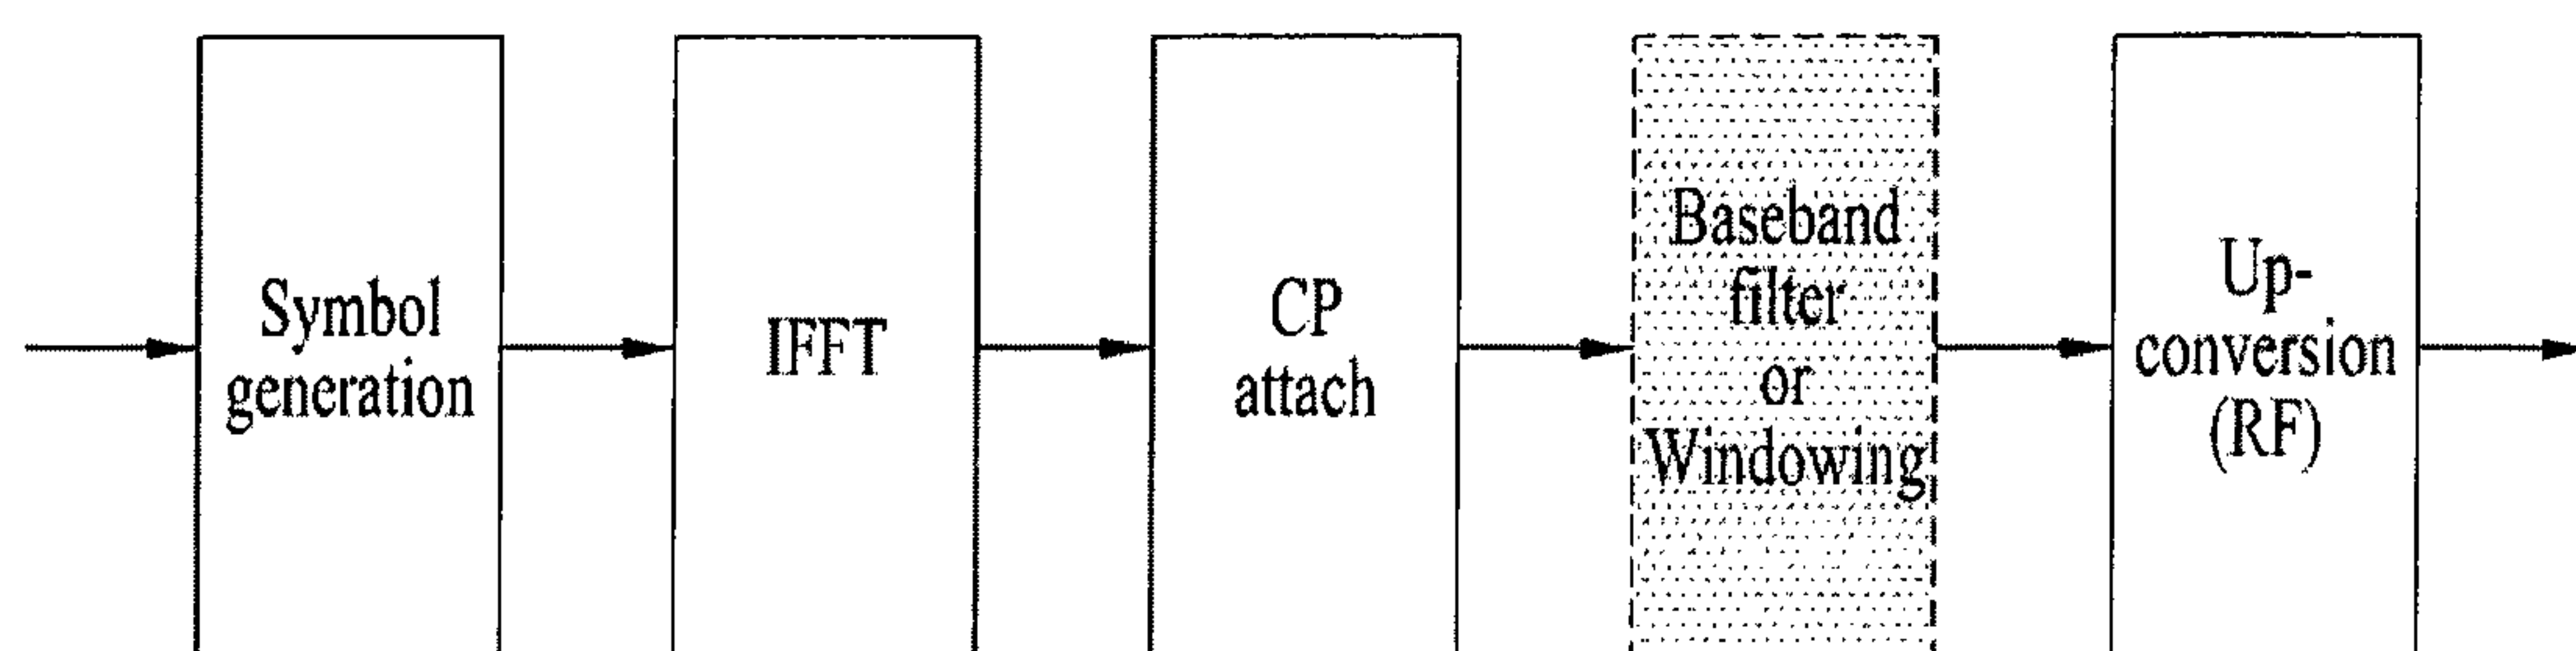 Symbol
generation
IFFT
CP
attach
Baseband
filter
or
Windowing
Up-
conversion
(RF)